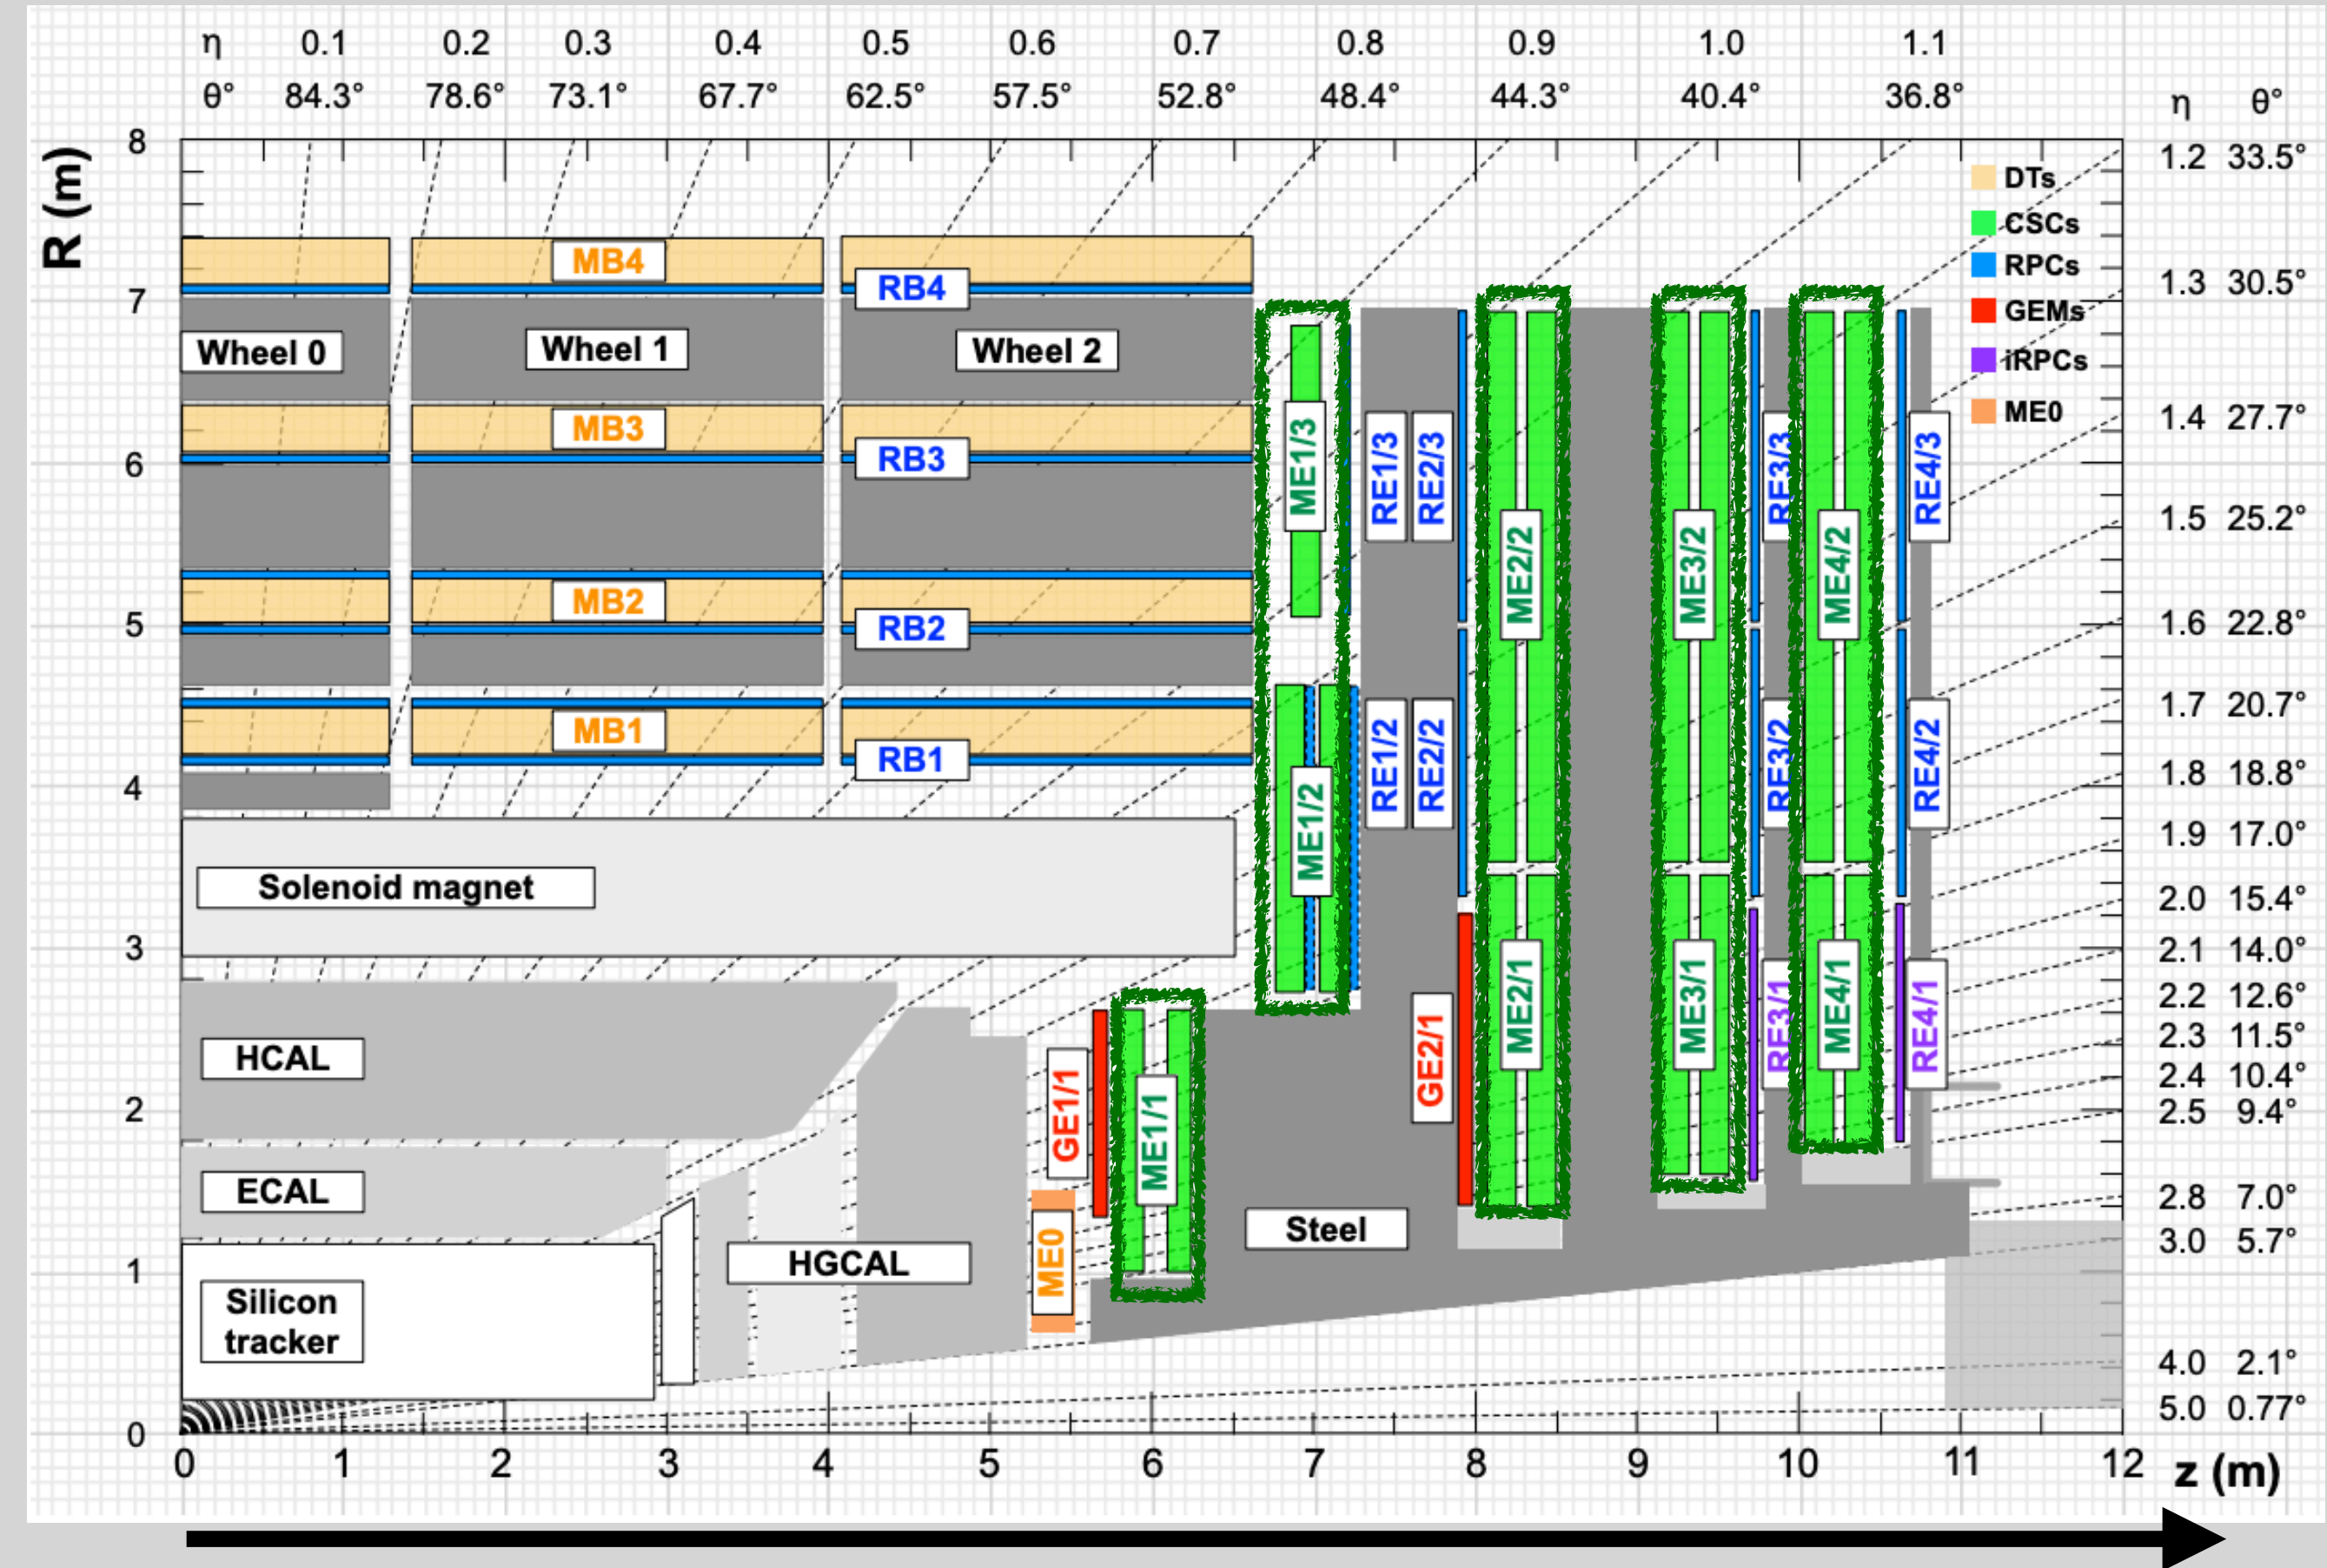 η 0.1 0.2 0.3 0.4 0.5 0.6 0.7 0.8 0.9 1.0 1.1
θ° 84.3° 78.6° 73.1° 67.7° 62.5° 57.5° 52.8° 48.4° 44.3° 40.4° 36.8° η θ°
R (m)
8
7
6
5
4
3
2
1
0
1.2 33.5°
1.3 30.5°
1.4 27.7°
1.5 25.2°
1.6 22.8°
1.7 20.7°
1.8 18.8°
1.9 17.0°
2.0 15.4°
2.1 14.0°
2.2 12.6°
2.3 11.5°
2.4 10.4°
2.5 9.4°
2.8 7.0°
3.0 5.7°
4.0 2.1°
5.0 0.77°
DTs
CSCs
RPCs
GEMs
iRPCs
ME0
MB4
RB4
Wheel 0
Wheel 1
Wheel 2
MB3
RB3
MB2
RB2
MB1
RB1
ME1/3
RE1/3
RE2/3
ME2/2
ME3/2
RE3/3
ME4/2
RE4/3
ME1/2
RE1/2
RE2/2
RE3/2
RE4/2
Solenoid magnet
HCAL
ECAL
Silicon
tracker
HGCAL
ME0
GE1/1
ME1/1
Steel
GE2/1
ME2/1
ME3/1
RE3/1
ME4/1
RE4/1
0 1 2 3 4 5 6 7 8 9 10 11 12 z (m)